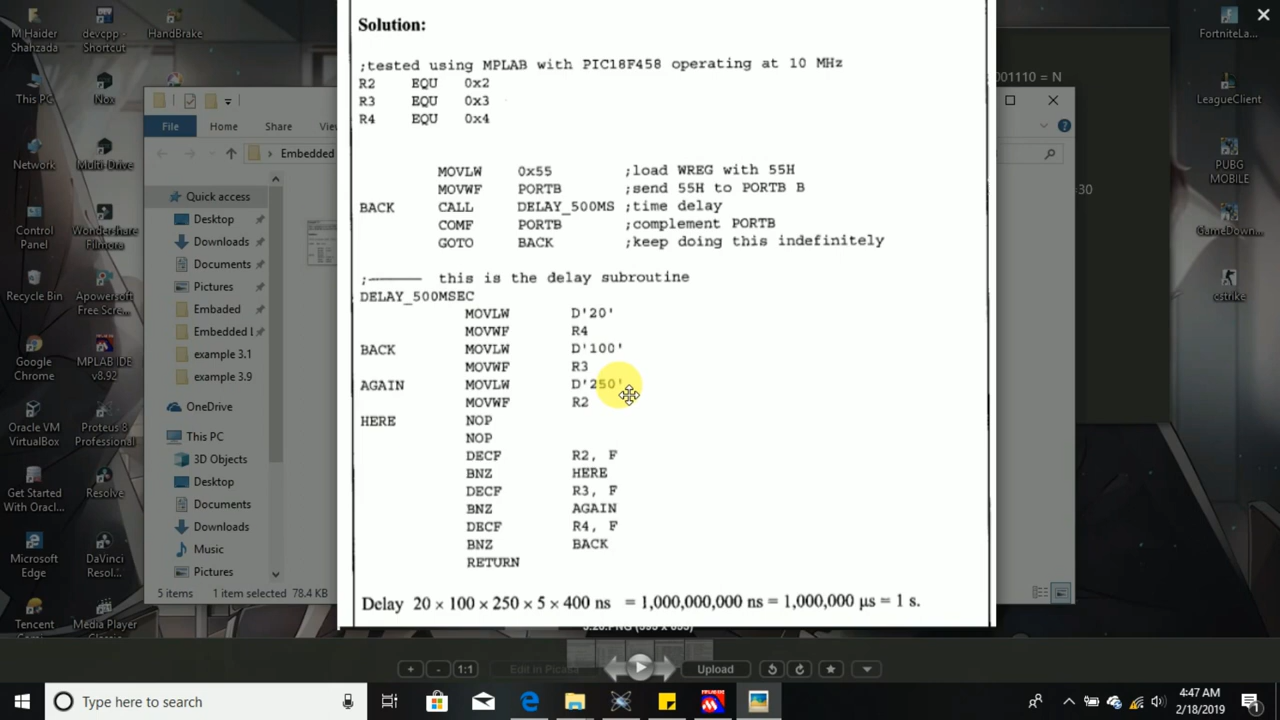 Solution:
;tested using MPLAB with PIC18F458 operating at 10 MHz
R2 EQU 0x2
R3 EQU 0x3
R4 EQU 0x4
MOVLW 0x55 ;load WREG with 55H
MOVWF PORTB ;send 55H to PORTB B
BACK CALL DELAY_500MS ;time delay
COMF PORTB ;complement PORTB
GOTO BACK ;keep doing this indefinitely
;—— this is the delay subroutine
DELAY_500MSEC
MOVLW D'20'
MOVWF R4
BACK MOVLW D'100'
MOVWF R3
AGAIN MOVLW D'250'
MOVWF R2
HERE NOP
NOP
DECF R2, F
BNZ HERE
DECF R3, F
BNZ AGAIN
DECF R4, F
BNZ BACK
RETURN
Delay 20 × 100 × 250 × 5 × 400 ns = 1,000,000,000 ns = 1,000,000 µs = 1 s.
M Haider Shahzada
devcpp - Shortcut
HandBrake
This PC
Nox
Network
Multi-Drive
Control Panel
Wondershare Filmora
Recycle Bin
Apowersoft Free Scre...
Google Chrome
MPLAB IDE v8.92
Oracle VM VirtualBox
Proteus 8 Professional
Get Started With Oracl...
Resolve
Microsoft Edge
DaVinci Resol...
Tencent
Media Player
File
Home
Share
Embedded
Quick access
Desktop
Downloads
Documents
Pictures
Embaded
Embedded l
example 3.1
example 3.9
OneDrive
This PC
3D Objects
Desktop
Documents
Downloads
Music
Pictures
5 items 1 item selected 78.4 KB
001110 = N
=30
FortniteLa...
LeagueClient
PUBG MOBILE
GameDown...
cstrike
1:1
Edit in Picasa
Upload
Type here to search
4:47 AM
2/18/2019